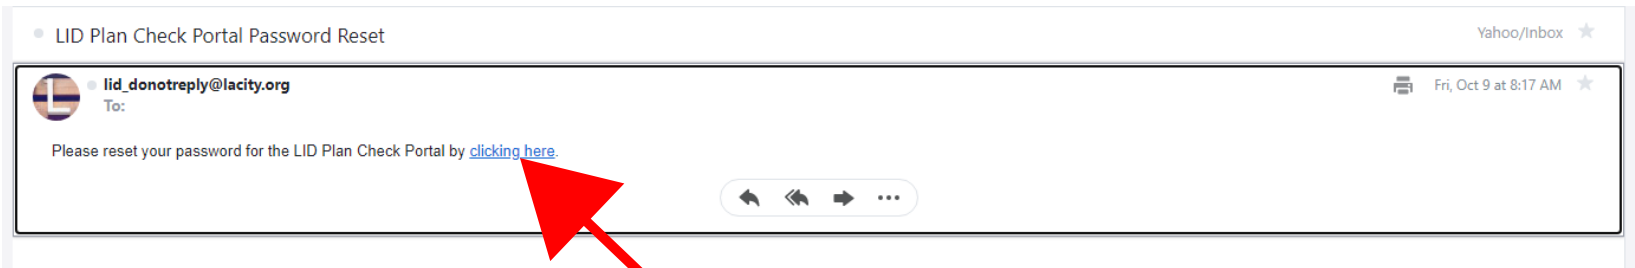 LID Plan Check Portal Password Reset
Yahoo/Inbox
L
lid_donotreply@lacity.org
Fri, Oct 9 at 8:17 AM
To:
Please reset your password for the LID Plan Check Portal by clicking here.